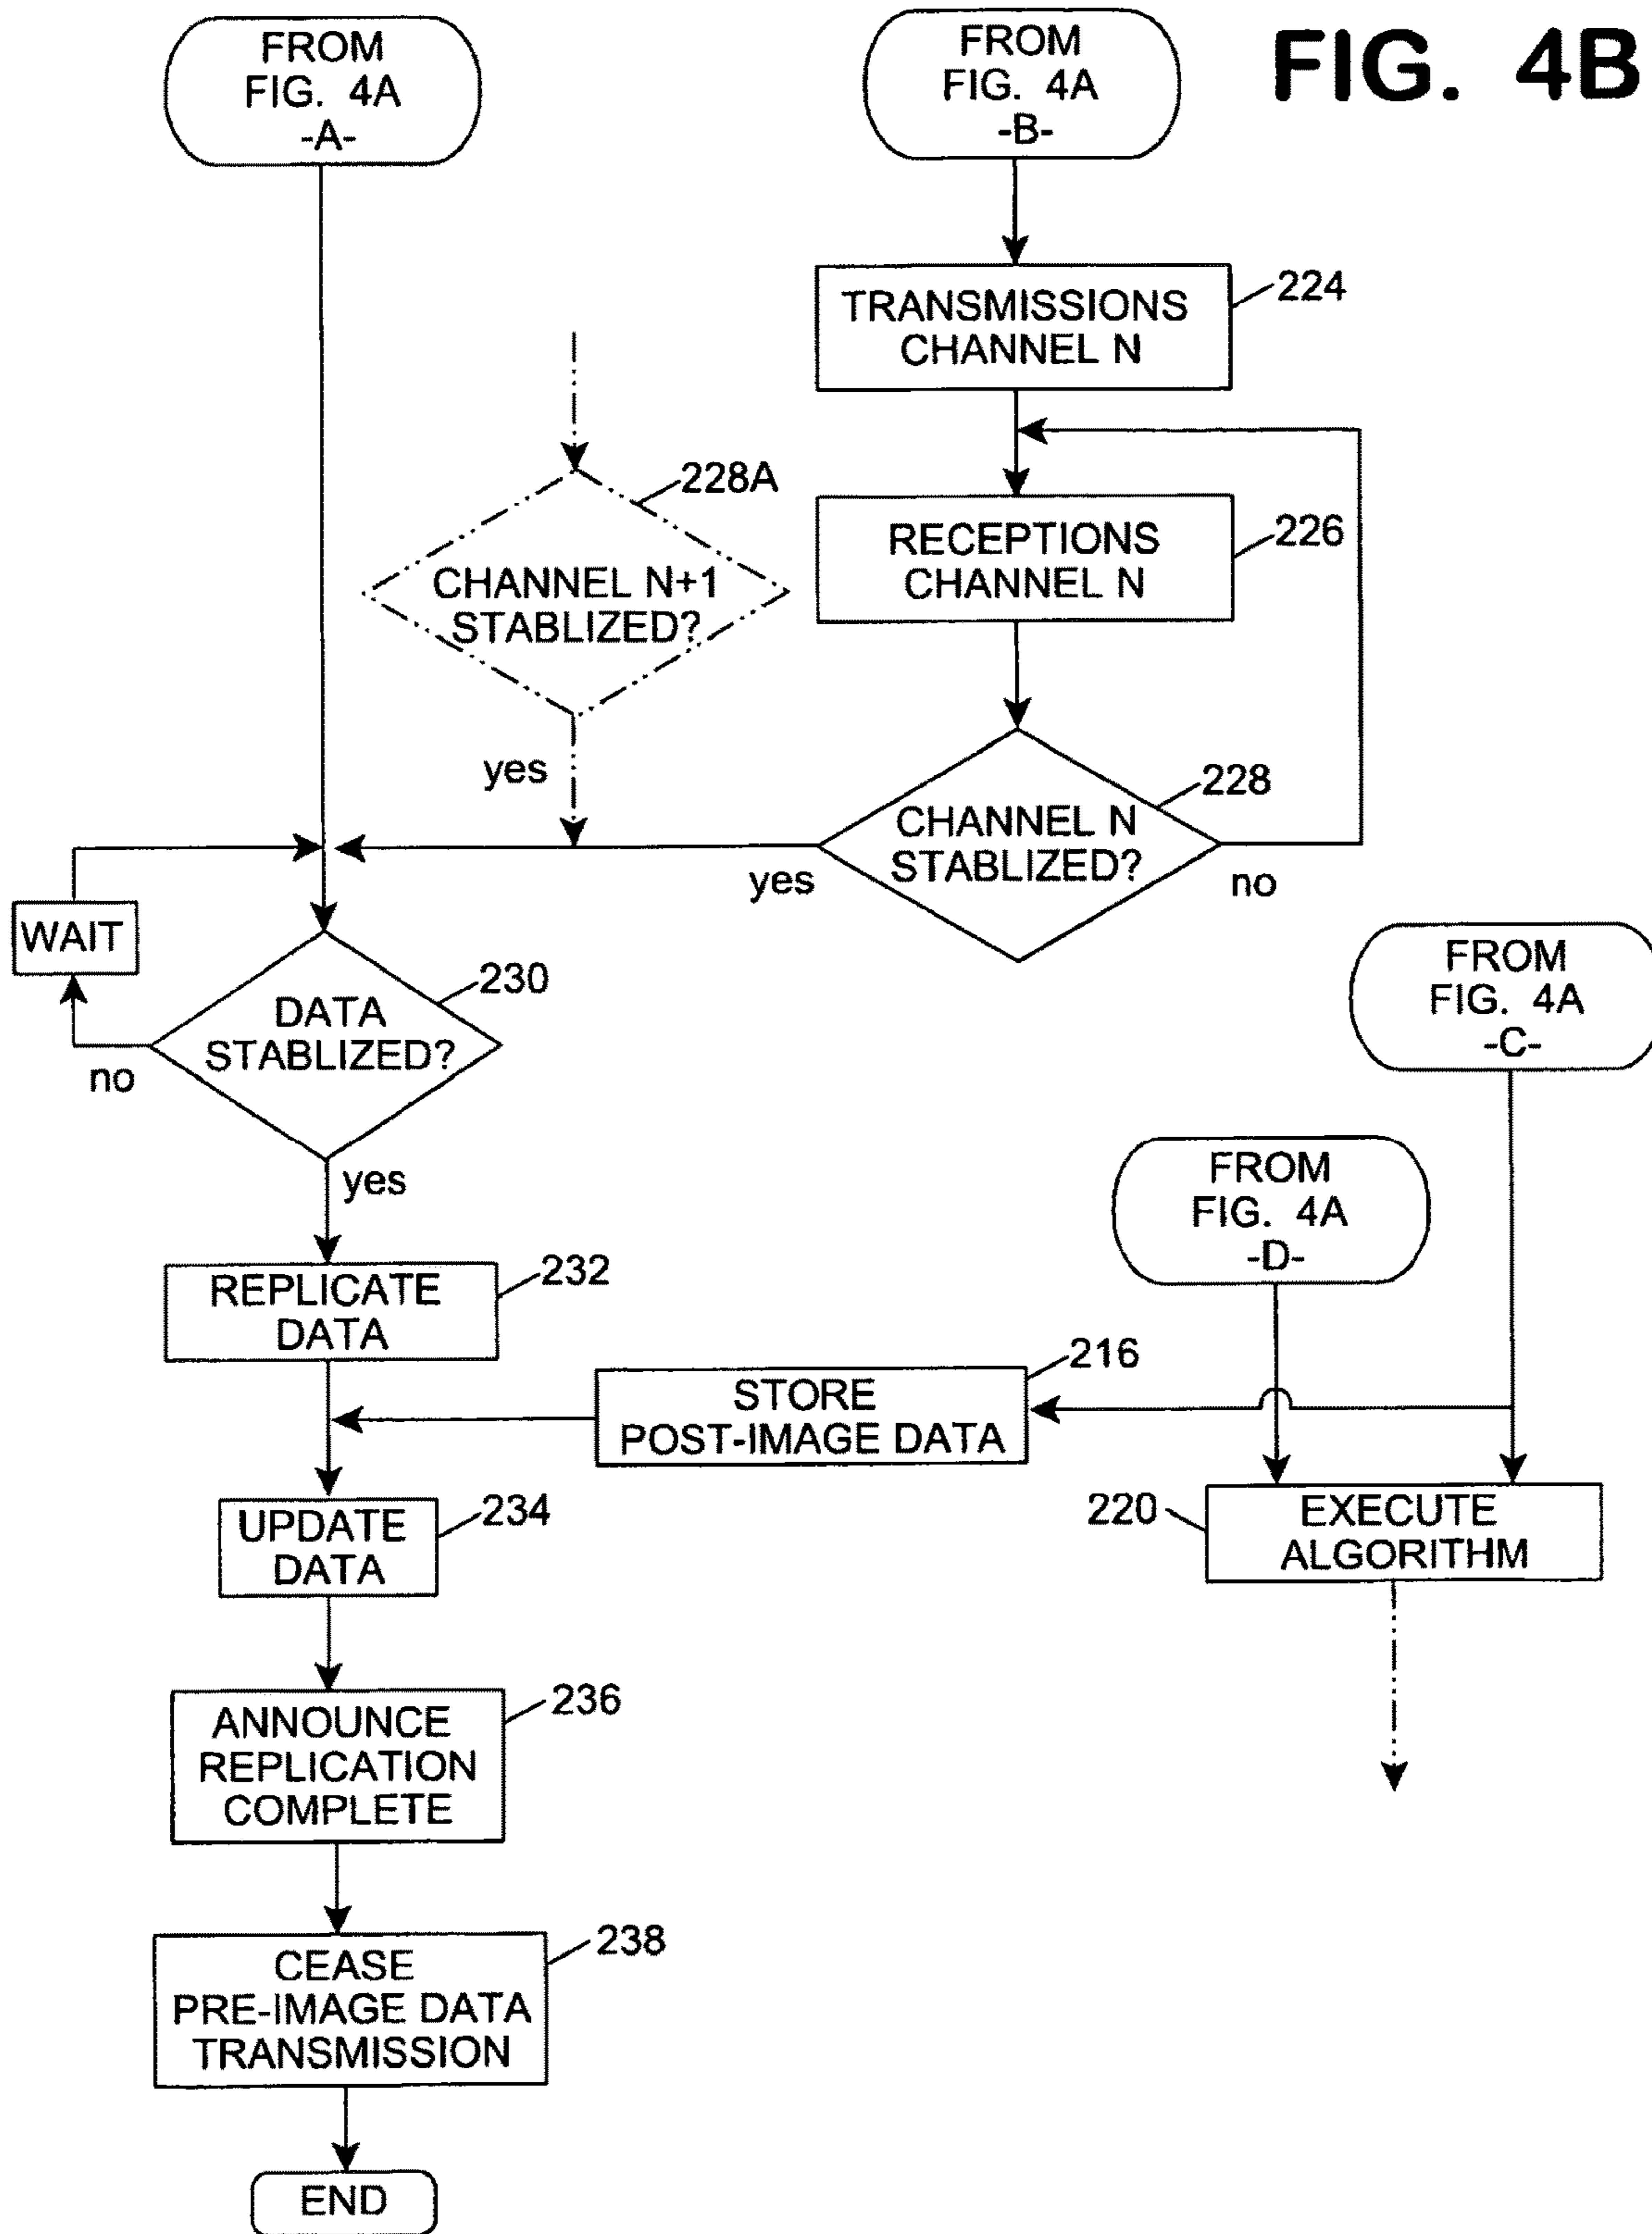 FROM
FIG. 4A
-A-
FROM
FIG. 4A
-B-
FIG. 4B
TRANSMISSIONS
CHANNEL N
224
228A
CHANNEL N+1
STABLIZED?
RECEPTIONS
CHANNEL N
226
yes
CHANNEL N
STABLIZED?
228
yes
no
WAIT
DATA
STABLIZED?
230
no
yes
FROM
FIG. 4A
-C-
FROM
FIG. 4A
-D-
REPLICATE
DATA
232
STORE
POST-IMAGE DATA
216
UPDATE
DATA
234
220
EXECUTE
ALGORITHM
ANNOUNCE
REPLICATION
COMPLETE
236
CEASE
PRE-IMAGE DATA
TRANSMISSION
238
END